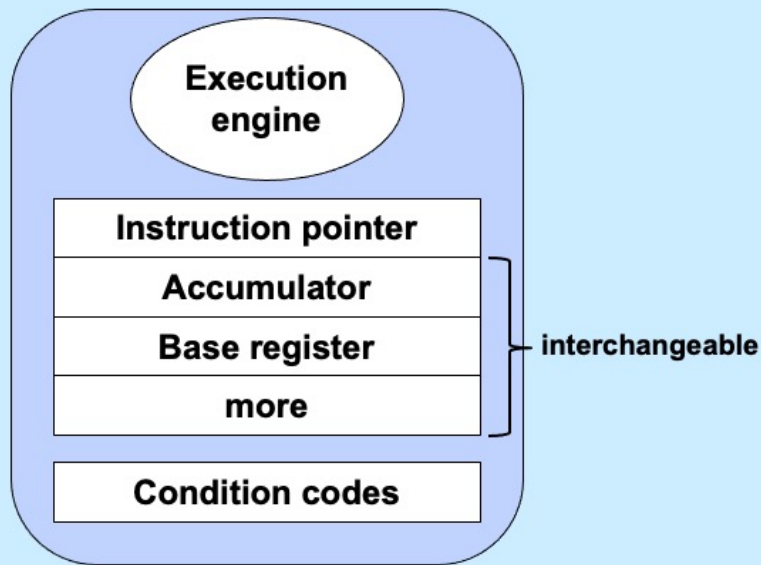 Execution
engine
Instruction pointer
Accumulator
Base register
interchangeable
more
Condition codes